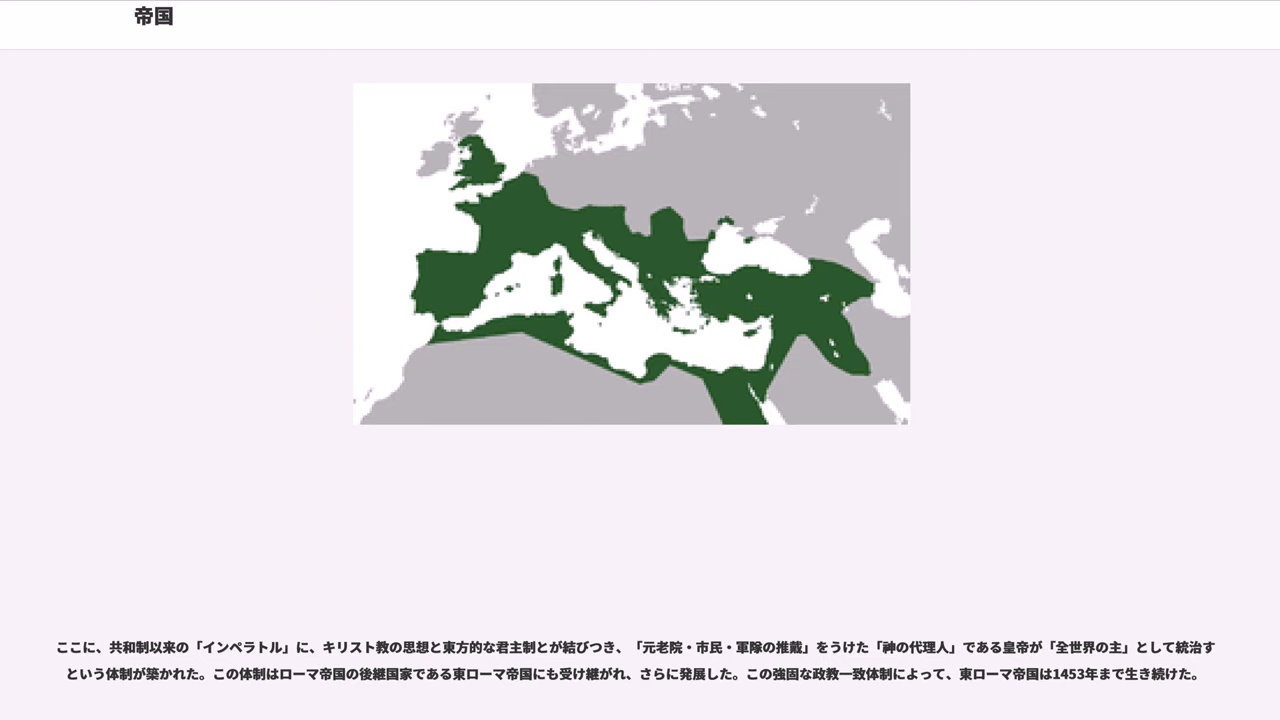 帝国
ここに、共和制以来の「インペラトル」に、キリスト教の思想と東方的な君主制とが結びつき、「元老院・市民・軍隊の推戴」をうけた「神の代理人」である皇帝が「全世界の主」として統治す
という体制が築かれた。この体制はローマ帝国の後継国家である東ローマ帝国にも受け継がれ、さらに発展した。この強固な政教一致体制によって、東ローマ帝国は1453年まで生き続けた。